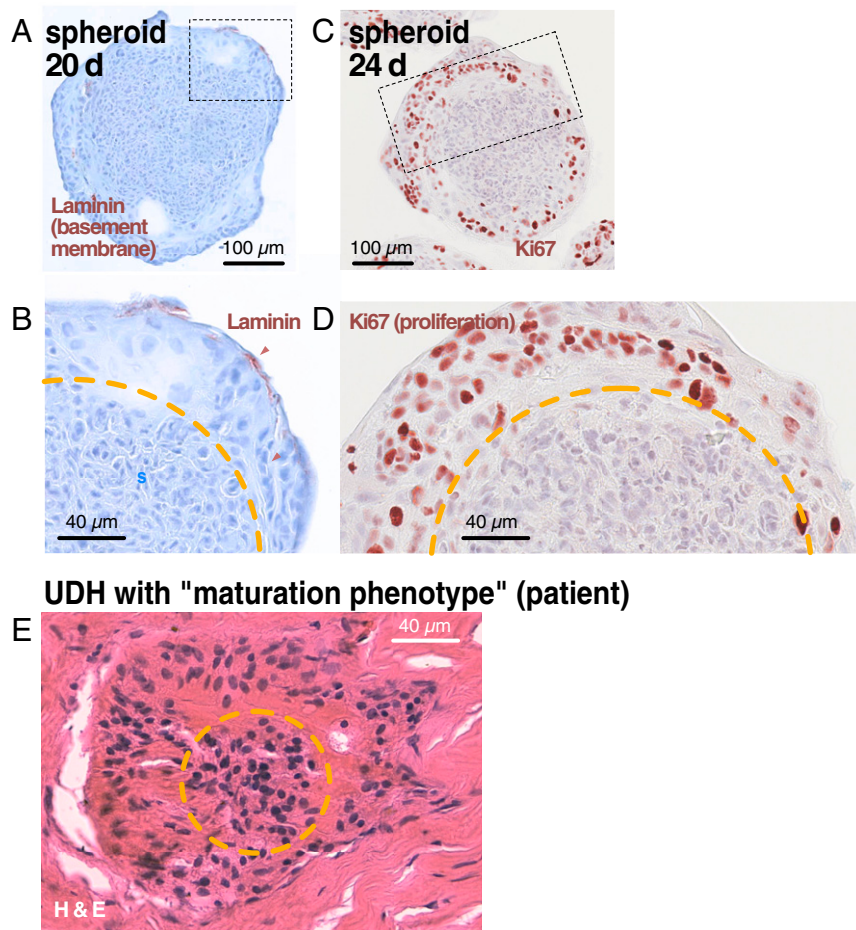 A
spheroid
20 d
Laminin
(basement
membrane)
100 µm
C
spheroid
24 d
100 µm
Ki67
B
Laminin
s
40 µm
D
Ki67 (proliferation)
40 µm
UDH with "maturation phenotype" (patient)
E
40 µm
H & E